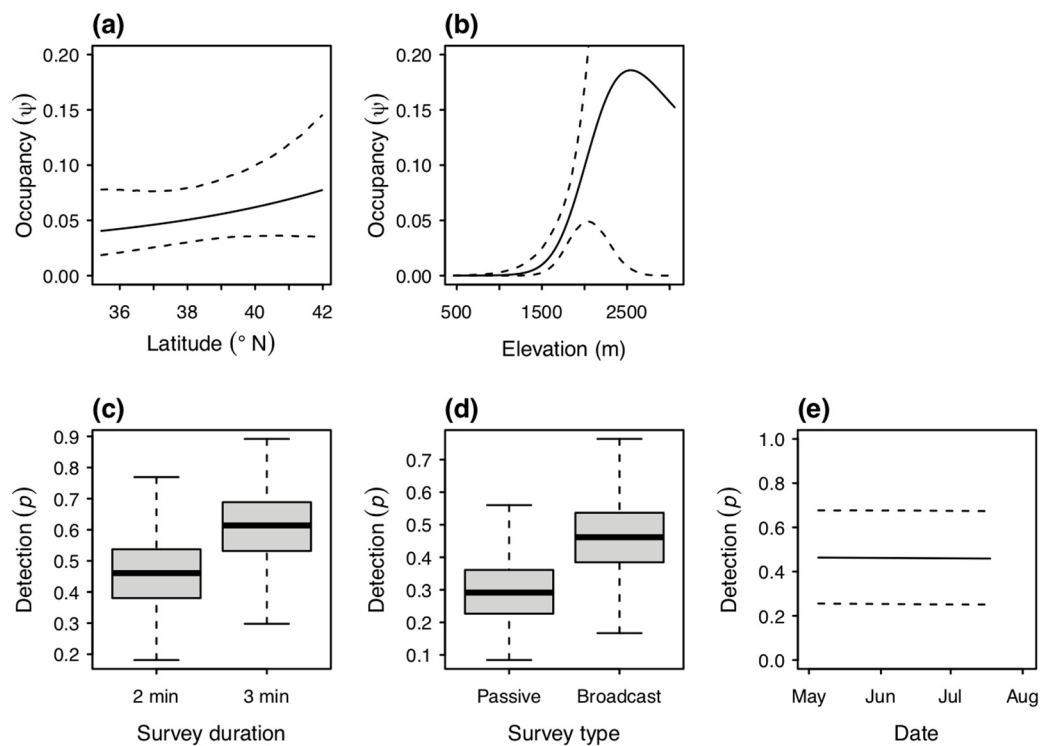 (a)
0.20
0.15
0.10
0.05
0.00
Occupancy (ψ)
36 38 40 42
Latitude (° N)
(b)
0.20
0.15
0.10
0.05
0.00
Occupancy (ψ)
500 1500 2500
Elevation (m)
(c)
0.9
0.8
0.7
0.6
0.5
0.4
0.3
0.2
Detection (p)
2 min 3 min
Survey duration
(d)
0.7
0.6
0.5
0.4
0.3
0.2
0.1
Detection (p)
Passive Broadcast
Survey type
(e)
1.0
0.8
0.6
0.4
0.2
0.0
Detection (p)
May Jun Jul Aug
Date